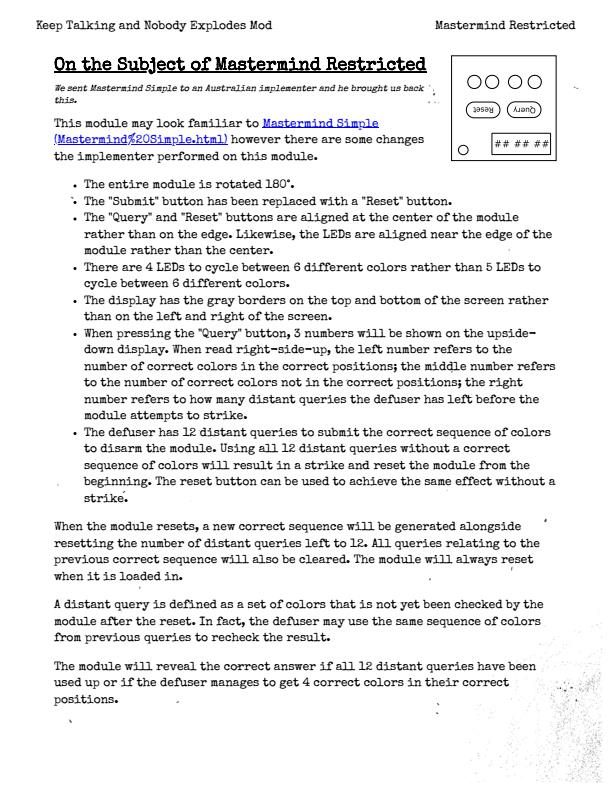 Keep Talking and Nobody Explodes Mod
Mastermind Restricted
On the Subject of Mastermind Restricted
We sent Mastermind Simple to an Australian implementer and he brought us back
this.
Reset
Query
## ## ##
This module may look familiar to Mastermind Simple
(Mastermind%20Simple.html) however there are some changes
the implementer performed on this module.
• The entire module is rotated 180°.
• The "Submit" button has been replaced with a "Reset" button.
• The "Query" and "Reset" buttons are aligned at the center of the module
rather than on the edge. Likewise, the LEDs are aligned near the edge of the
module rather than the center.
• There are 4 LEDs to cycle between 6 different colors rather than 5 LEDs to
cycle between 6 different colors.
• The display has the gray borders on the top and bottom of the screen rather
than on the left and right of the screen.
• When pressing the "Query" button, 3 numbers will be shown on the upside-
down display. When read right-side-up, the left number refers to the
number of correct colors in the correct positions; the middle number refers
to the number of correct colors not in the correct positions; the right
number refers to how many distant queries the defuser has left before the
module attempts to strike.
• The defuser has 12 distant queries to submit the correct sequence of colors
to disarm the module. Using all 12 distant queries without a correct
sequence of colors will result in a strike and reset the module from the
beginning. The reset button can be used to achieve the same effect without a
strike.
When the module resets, a new correct sequence will be generated alongside
resetting the number of distant queries left to 12. All queries relating to the
previous correct sequence will also be cleared. The module will always reset
when it is loaded in.
A distant query is defined as a set of colors that is not yet been checked by the
module after the reset. In fact, the defuser may use the same sequence of colors
from previous queries to recheck the result.
The module will reveal the correct answer if all 12 distant queries have been
used up or if the defuser manages to get 4 correct colors in their correct
positions.